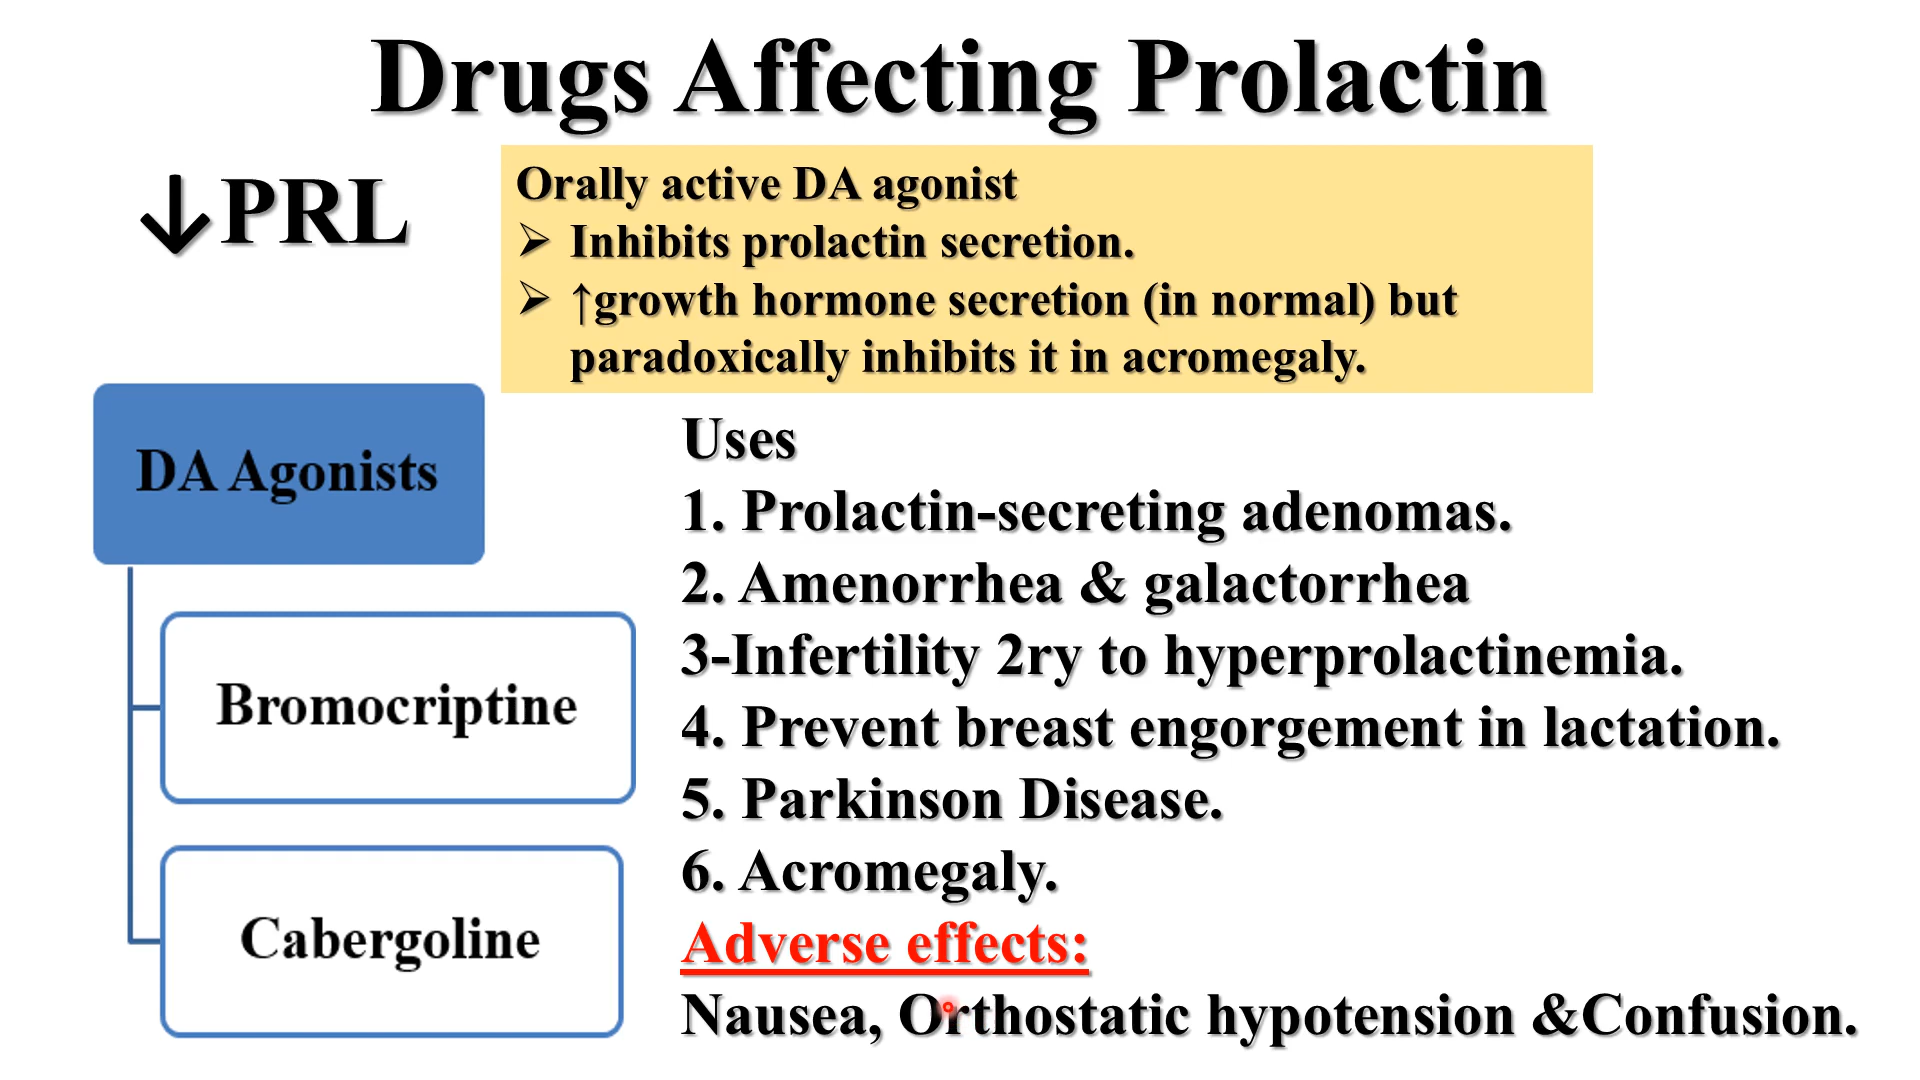 Drugs Affecting Prolactin
↓PRL
Orally active DA agonist
➢ Inhibits prolactin secretion.
➢ ↑growth hormone secretion (in normal) but
paradoxically inhibits it in acromegaly.
DA Agonists
Bromocriptine
Cabergoline
Uses
1. Prolactin-secreting adenomas.
2. Amenorrhea & galactorrhea
3-Infertility 2ry to hyperprolactinemia.
4. Prevent breast engorgement in lactation.
5. Parkinson Disease.
6. Acromegaly.
Adverse effects:
Nausea, Orthostatic hypotension &Confusion.